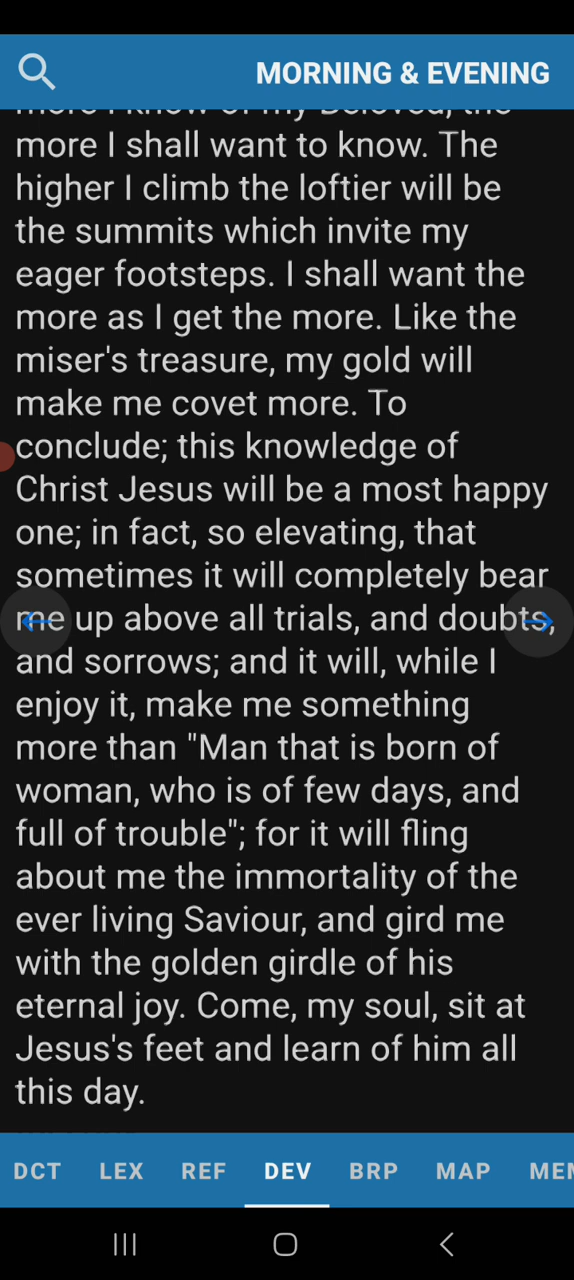 MORNING & EVENING
more I know of my Beloved, the
more I shall want to know. The
higher I climb the loftier will be
the summits which invite my
eager footsteps. I shall want the
more as I get the more. Like the
miser's treasure, my gold will
make me covet more. To
conclude; this knowledge of
Christ Jesus will be a most happy
one; in fact, so elevating, that
sometimes it will completely bear
me up above all trials, and doubts,
and sorrows; and it will, while I
enjoy it, make me something
more than "Man that is born of
woman, who is of few days, and
full of trouble"; for it will fling
about me the immortality of the
ever living Saviour, and gird me
with the golden girdle of his
eternal joy. Come, my soul, sit at
Jesus's feet and learn of him all
this day.
DCT LEX REF DEV BRP MAP MEM